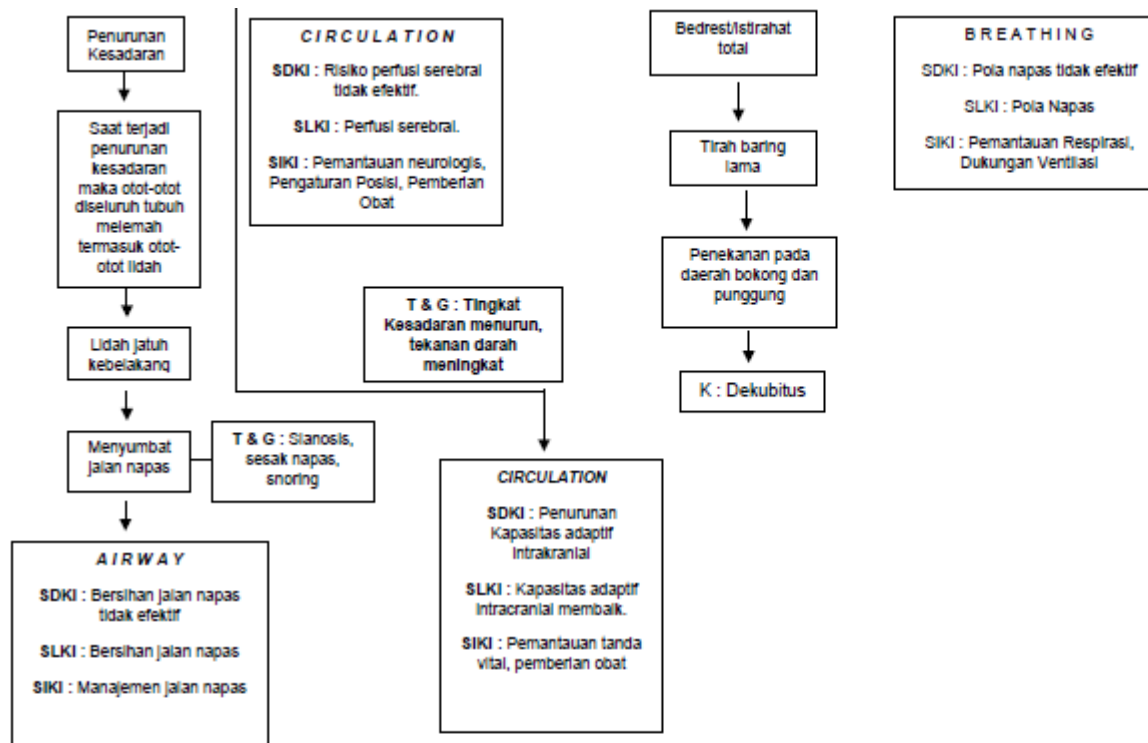 Penurunan
Kesadaran
Saat terjadi
penurunan
kesadaran
maka otot-otot
diseluruh tubuh
melemah
termasuk otot-
otot lidah
Lidah jatuh
kebelakang
Menyumbat
jalan napas
T & G : Sianosis,
sesak napas,
snoring
AIRWAY
SDKI : Bersihan jalan napas
tidak efektif
SLKI : Bersihan jalan napas
SIKI : Manajemen jalan napas
CIRCULATION
SDKI : Risiko perfusi serebral
tidak efektif.
SLKI : Perfusi serebral.
SIKI : Pemantauan neurologis,
Pengaturan Posisi, Pemberian
Obat
T & G : Tingkat
Kesadaran menurun,
tekanan darah
meningkat
CIRCULATION
SDKI : Penurunan
Kapasitas adaptif
Intrakranial
SLKI : Kapasitas adaptif
intracranial membaik.
SIKI : Pemantauan tanda
vital, pemberian obat
Bedrest/istirahat
total
Tirah baring
lama
Penekanan pada
daerah bokong dan
punggung
K : Dekubitus
BREATHING
SDKI : Pola napas tidak efektif
SLKI : Pola Napas
SIKI : Pemantauan Respirasi,
Dukungan Ventilasi